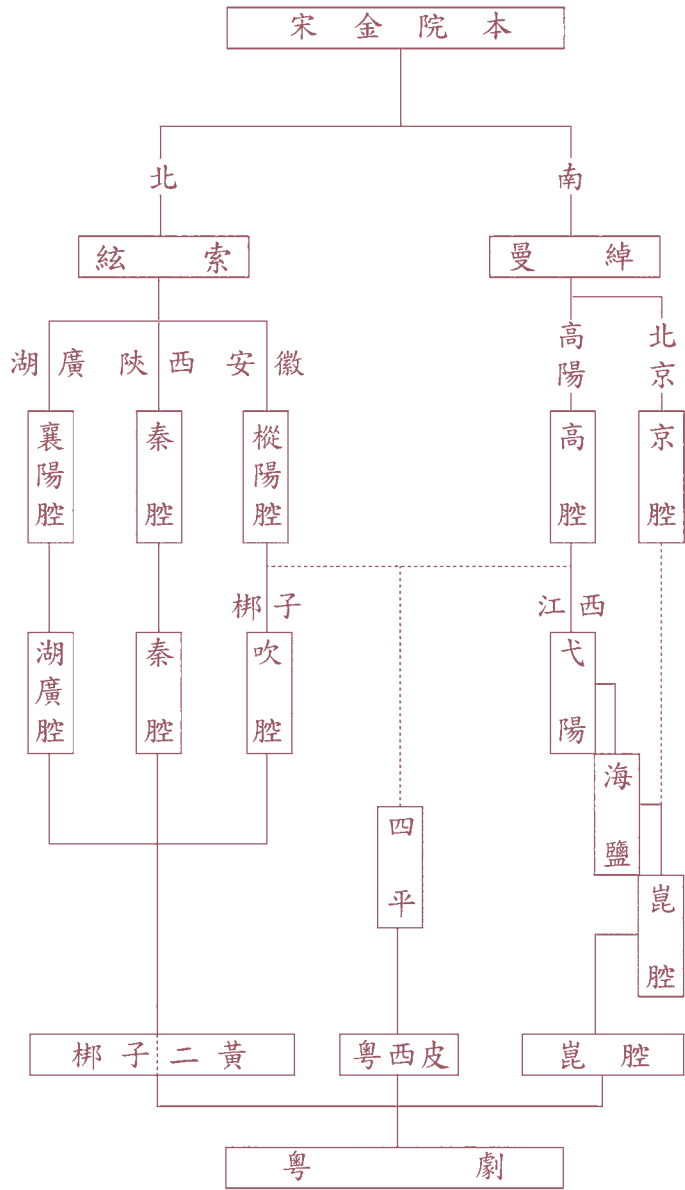 宋金院本
北
南
絃索
曼綽
湖廣
陝西
安徽
高陽
北京
襄陽腔
秦腔
樅陽腔
高腔
京腔
梆子
江西
湖廣腔
秦腔
吹腔
弋陽
海鹽
四平
崑腔
梆子二黃
粵西皮
崑腔
粵劇